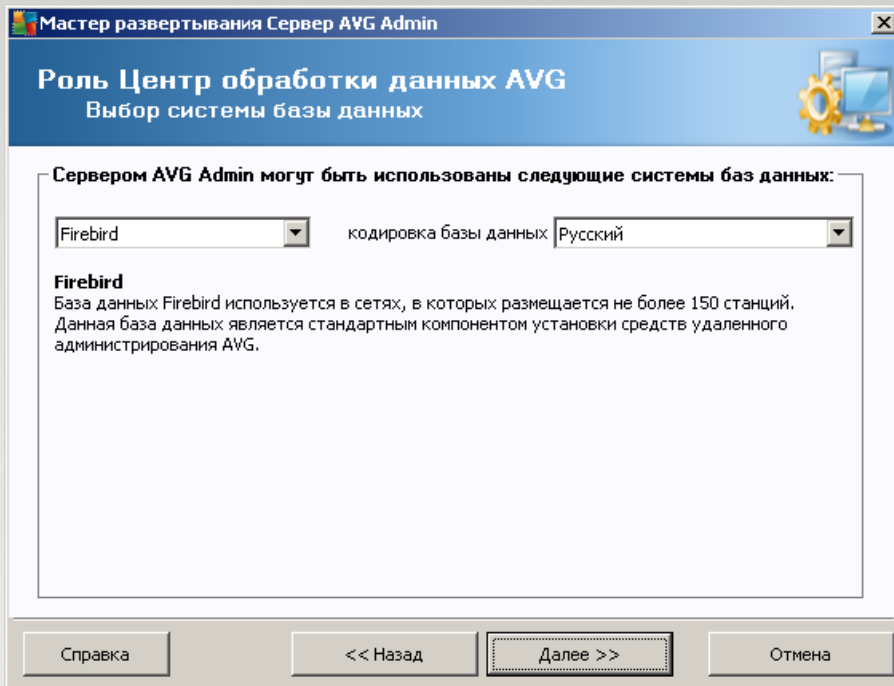 Мастер развертывания Сервер AVG Admin
Роль Центр обработки данных AVG
Выбор системы базы данных
Сервером AVG Admin могут быть использованы следующие системы баз данных:
Firebird кодировка базы данных Русский
Firebird
База данных Firebird используется в сетях, в которых размещается не более 150 станций.
Данная база данных является стандартным компонентом установки средств удаленного
администрирования AVG.
Справка << Назад Далее >> Отмена